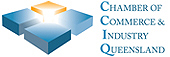 CHAMBER OF
COMMERCE &
INDUSTRY
QUEENSLAND